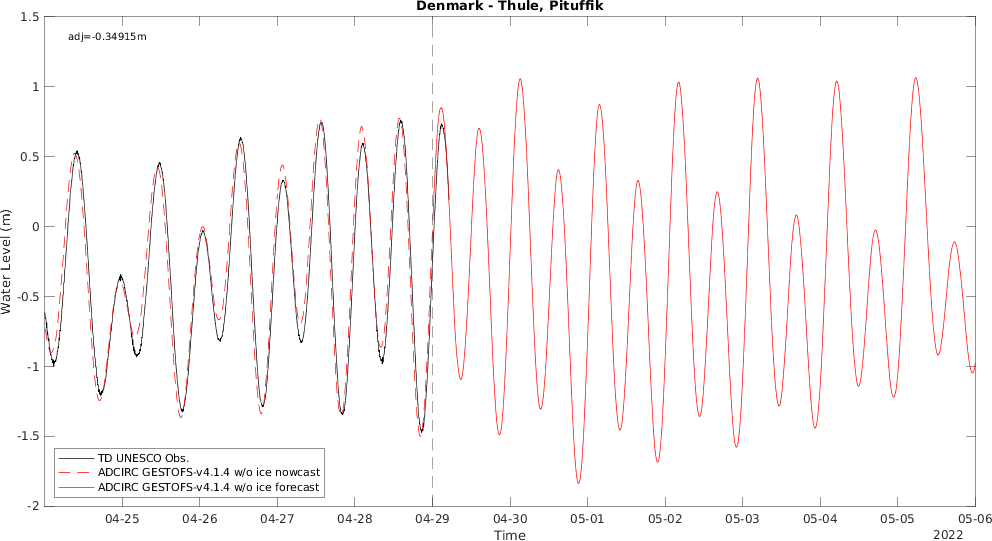 Denmark - Thule, Pituffik
1.5
adj=-0.34915m
1
0.5
0
-0.5
-1
-1.5
-2
Water Level (m)
TD UNESCO Obs.
ADCIRC GESTOFS-v4.1.4 w/o ice nowcast
ADCIRC GESTOFS-v4.1.4 w/o ice forecast
04-25 04-26 04-27 04-28 04-29 04-30 05-01 05-02 05-03 05-04 05-05 05-06
Time
2022